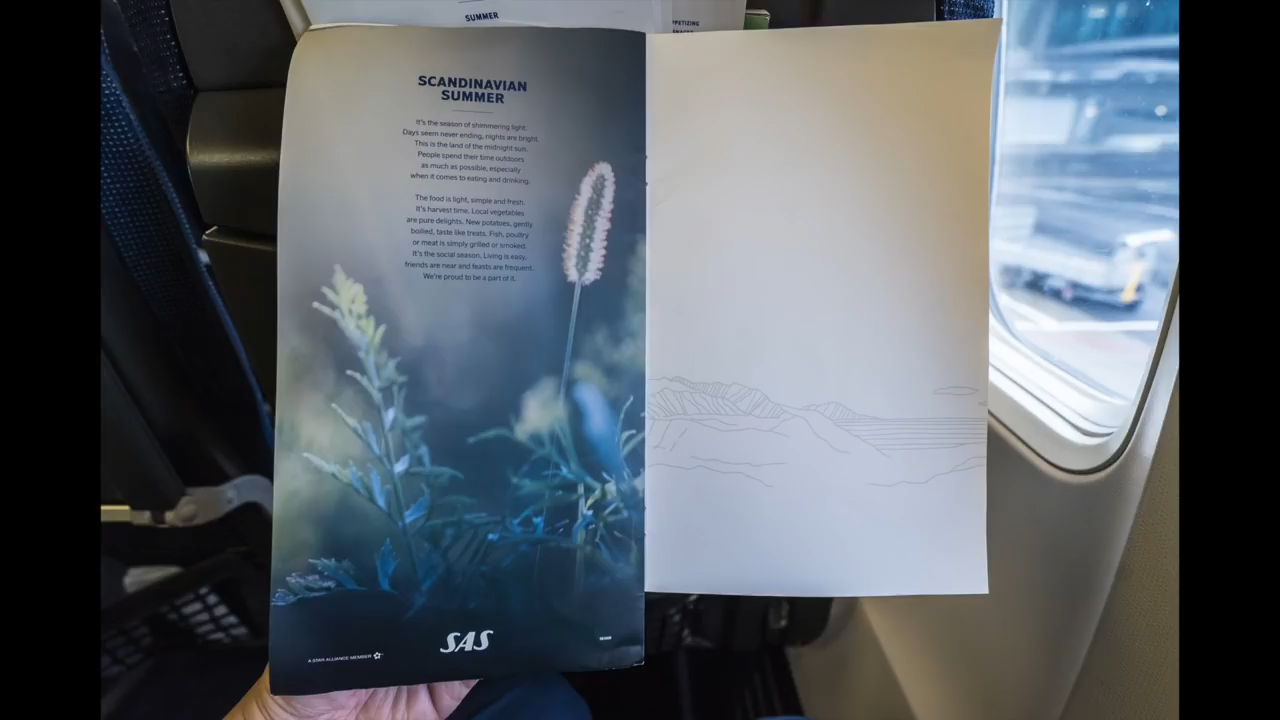 SUMMER
PETIZING
SNACKS
SCANDINAVIAN
SUMMER
It's the season of shimmering light.
Days seem never ending, nights are bright.
This is the land of the midnight sun.
People spend their time outdoors
as much as possible, especially
when it comes to eating and drinking.
The food is light, simple and fresh.
It's harvest time. Local vegetables
are pure delights. New potatoes, gently
boiled, taste like treats. Fish, poultry
or meat is simply grilled or smoked.
It's the social season. Living is easy,
friends are near and feasts are frequent.
We're proud to be a part of it.
SAS
A STAR ALLIANCE MEMBER